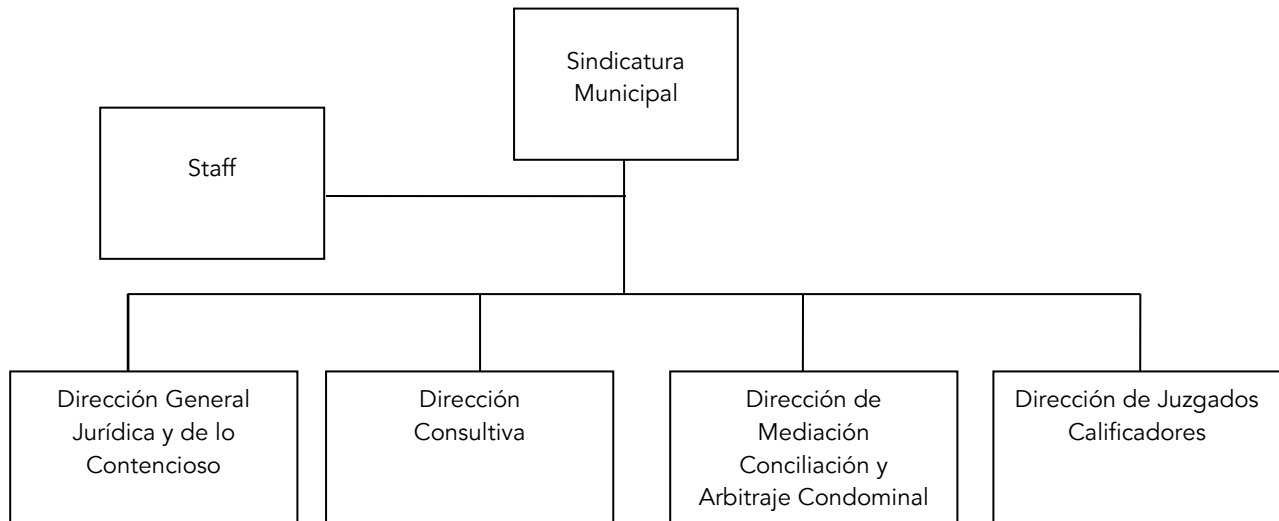 Sindicatura
Municipal
Staff
Dirección General
Jurídica y de lo
Contencioso
Dirección
Consultiva
Dirección de
Mediación
Conciliación y
Arbitraje Condominal
Dirección de Juzgados
Calificadores